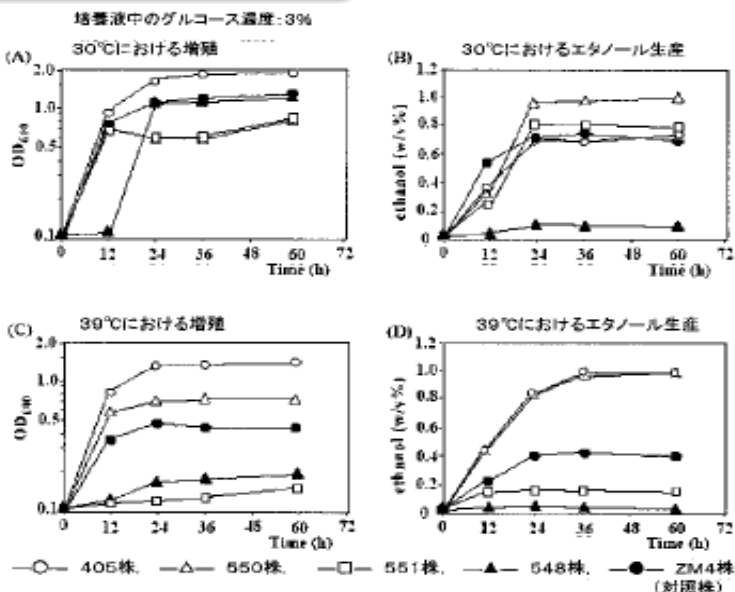 培養液中のグルコース濃度:3%
(A) 30℃における増殖
2.0
1.0
0.5
0.1
OD610
0 12 24 36 48 60 72
Time (h)
(B) 30℃におけるエタノール生産
1.2
1.0
0.8
0.6
0.4
0.2
0
ethanol (w/v%)
0 12 24 36 48 60 72
Time (h)
(C) 39℃における増殖
2.0
1.0
0.5
0.1
0 12 24 36 48 60 72
Time (h)
(D) 39℃におけるエタノール生産
1.2
1.0
0.8
0.6
0.4
0.2
0
ethanol (w/v%)
0 12 24 36 48 60 72
Time (h)
405株, 550株, 551株, 548株, ZM4株
(対照株)